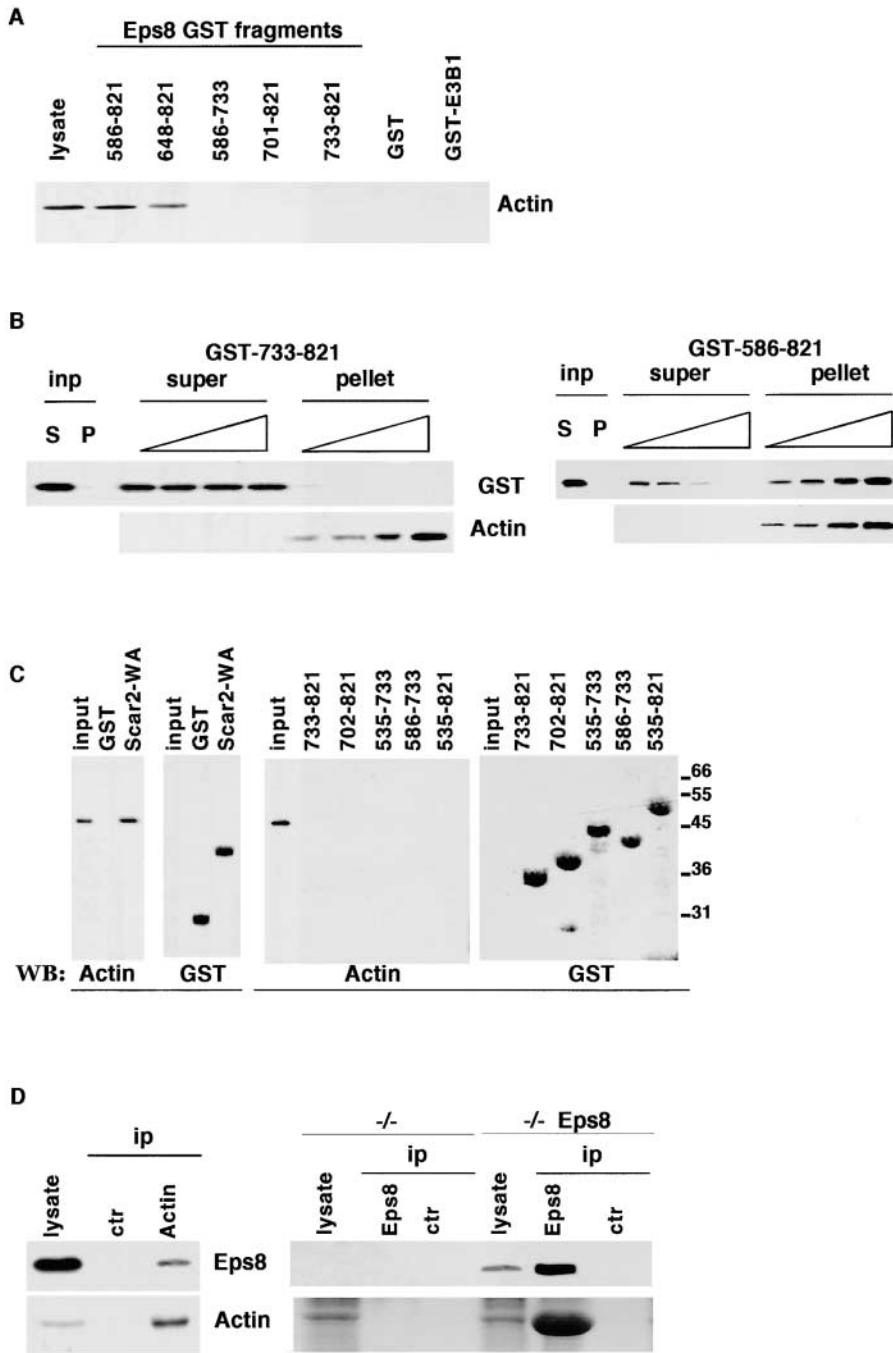 A
Eps8 GST fragments
lysate
586-821
648-821
586-733
701-821
733-821
GST
GST-E3B1
Actin
B
GST-733-821
inp super pellet
S P
GST-586-821
inp super pellet
S P
GST
Actin
C
input
GST
Scar2-WA
input
GST
Scar2-WA
input
733-821
702-821
535-733
586-733
535-821
input
733-821
702-821
535-733
586-733
535-821
66
55
45
36
31
WB: Actin GST Actin GST
D
ip
lysate
ctr
Actin
-/- -/- Eps8
ip ip
lysate
Eps8
ctr
lysate
Eps8
ctr
Eps8
Actin